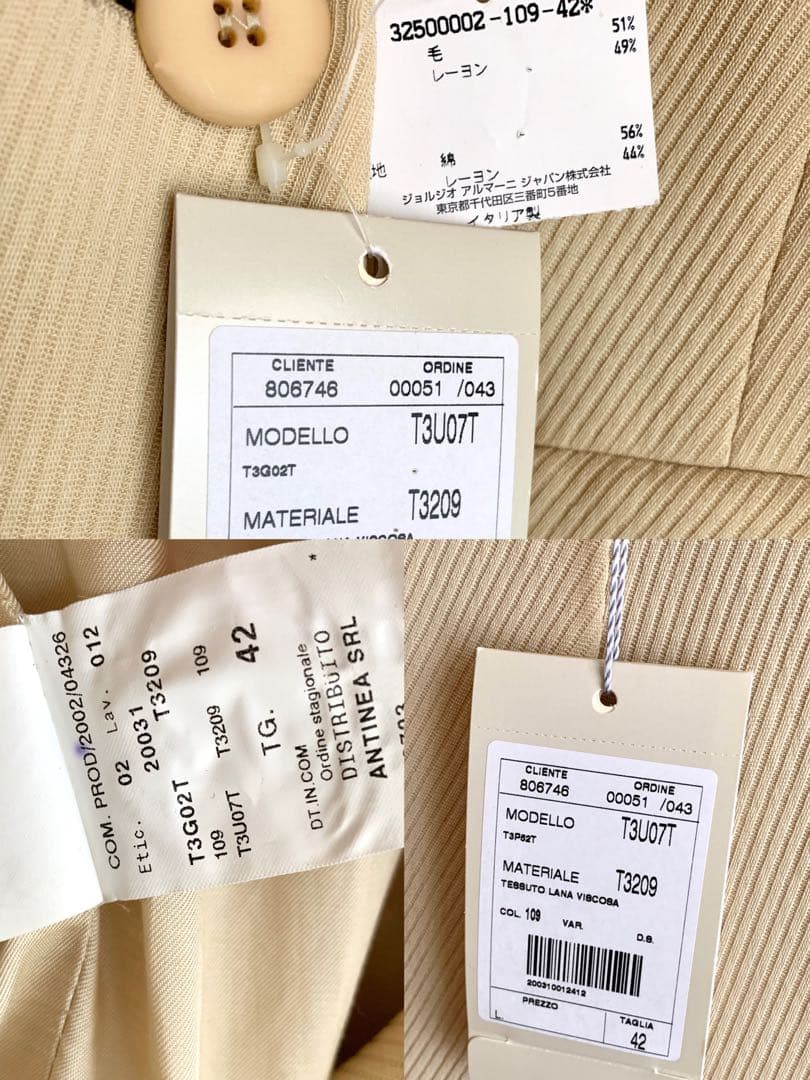 32500002-109-42*
毛 51%
レーヨン 49%
地 綿 56%
レーヨン 44%
ジョルジオ アルマーニ ジャパン株式会社
東京都千代田区三番町5番地
イタリア製
CLIENTE ORDINE
806746 00051 /043
MODELLO T3U07T
T3G02T
MATERIALE T3209
LANA VISCOSA
*
COM. PROD/2002/04326
Etic. 02 Lav. 012
20031
T3G02T T3209
109 T3209 109
T3U07T
TG. 42
DT.IN.COM
Ordine stagionale
DISTRIBUITO
ANTINEA SRL
CLIENTE ORDINE
806746 00051 /043
MODELLO T3U07T
T3P52T
MATERIALE T3209
TESSUTO LANA VISCOSA
COL. 109 VAR. D.S.
200310012412
PREZZO TAGLIA
L. 42